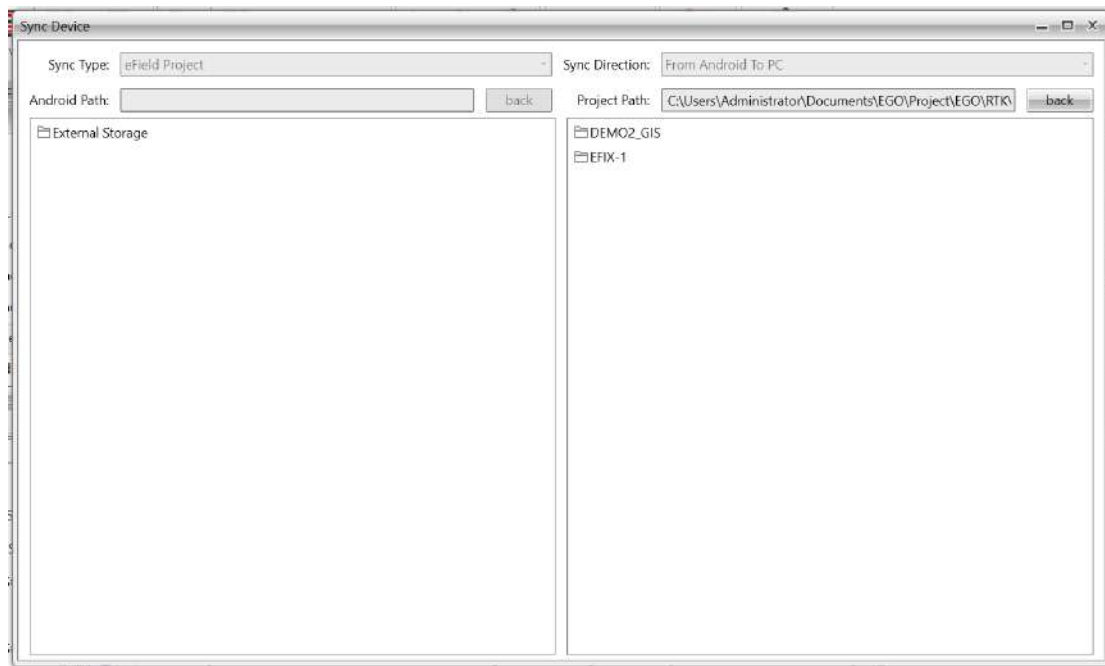 Sync Device
Sync Type: eField Project Sync Direction: From Android To PC
Android Path: back Project Path: C:\Users\Administrator\Documents\EGO\Project\EGO\RTK\ back
External Storage DEMO2_GIS
EFIX-1